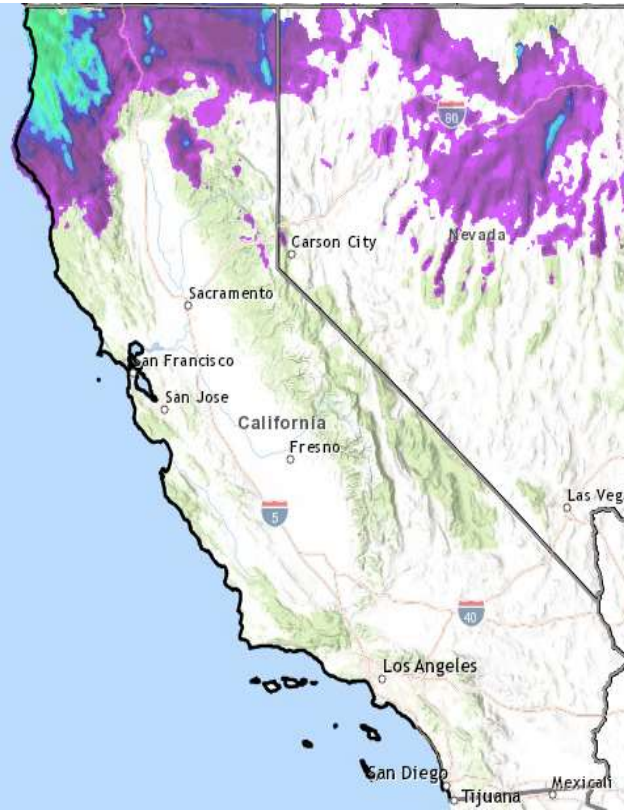 80
Nevada
Carson City
Sacramento
San Francisco
San Jose
California
Fresno
5
Las Veg
40
Los Angeles
San Diego
Tijuana
Mexicali